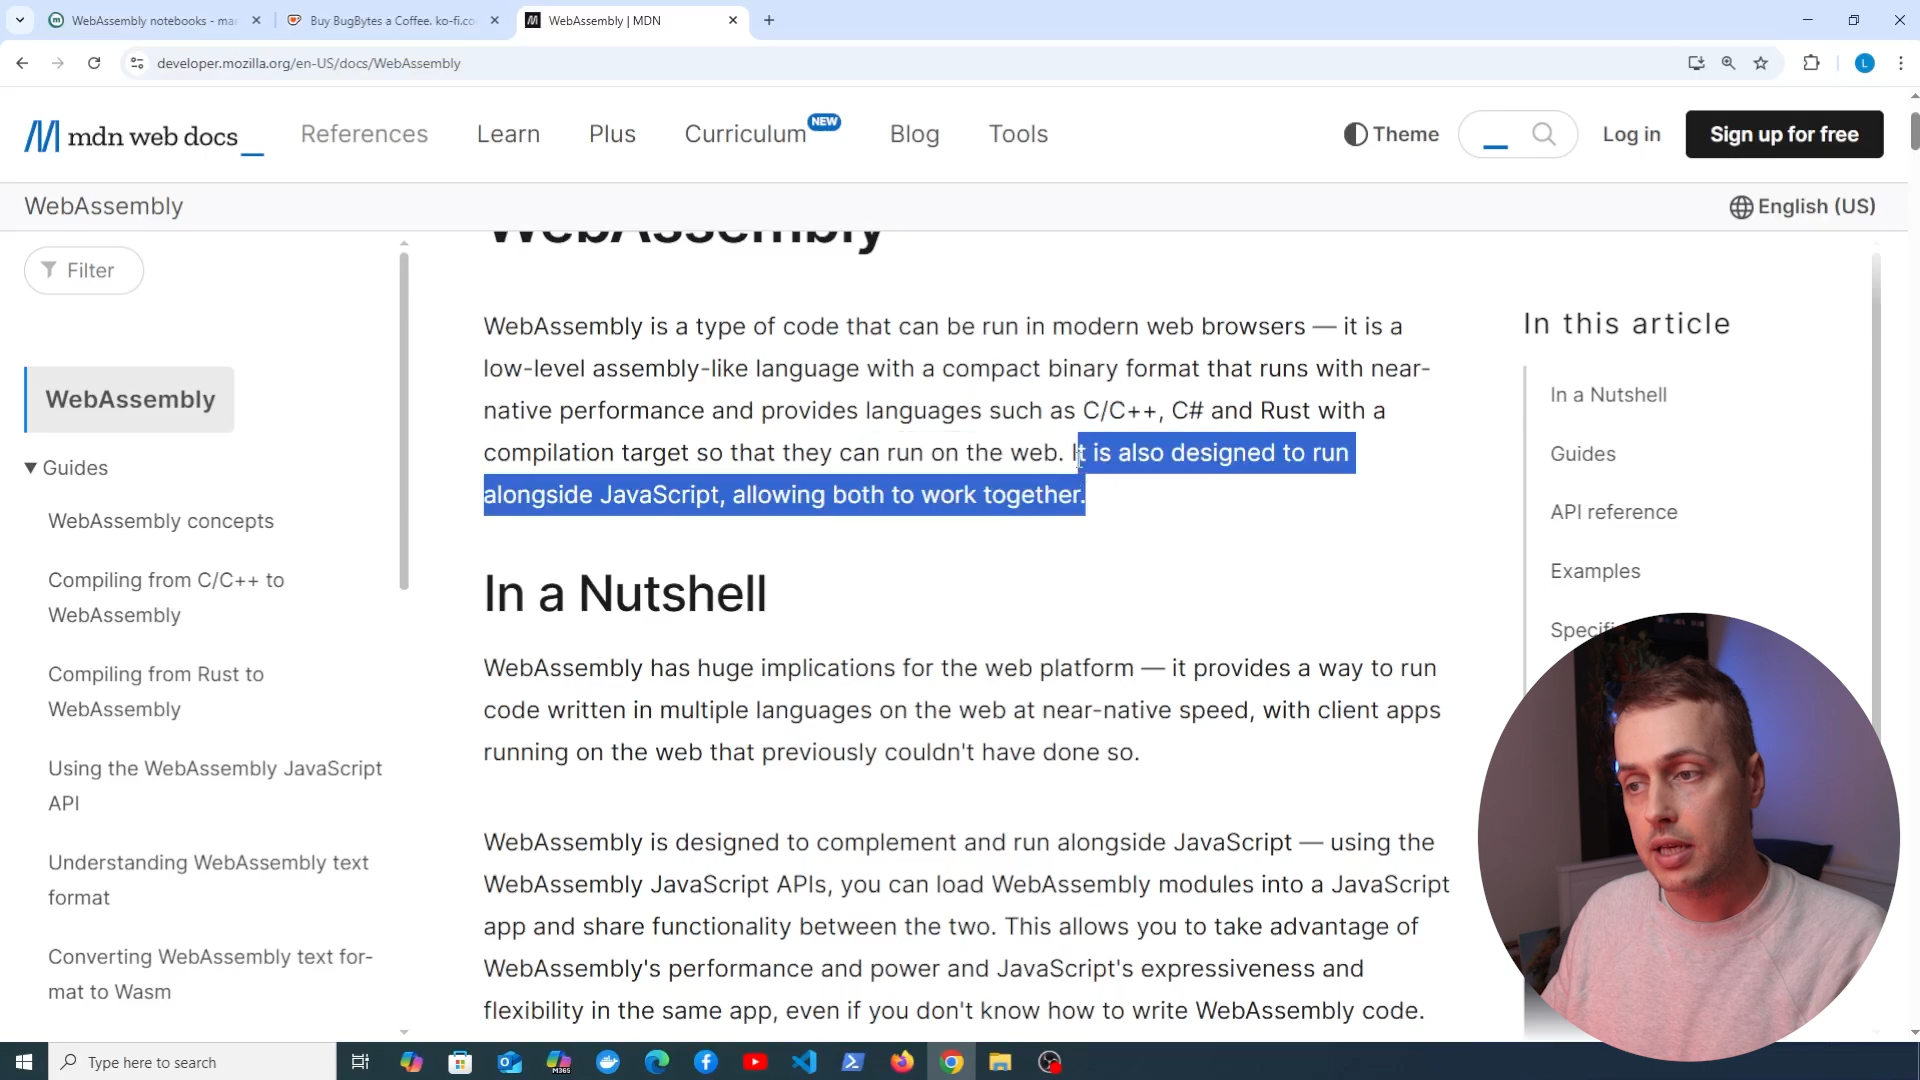 WebAssembly notebooks - ma
Buy BugBytes a Coffee. ko-fi.co
WebAssembly | MDN
developer.mozilla.org/en-US/docs/WebAssembly
L
mdn web docs_
References
Learn
Plus
Curriculum NEW
Blog
Tools
Theme
Log in
Sign up for free
WebAssembly
English (US)
Filter
WebAssembly
Guides
WebAssembly concepts
Compiling from C/C++ to
WebAssembly
Compiling from Rust to
WebAssembly
Using the WebAssembly JavaScript
API
Understanding WebAssembly text
format
Converting WebAssembly text for-
mat to Wasm
WebAssembly
WebAssembly is a type of code that can be run in modern web browsers — it is a
low-level assembly-like language with a compact binary format that runs with near-
native performance and provides languages such as C/C++, C# and Rust with a
compilation target so that they can run on the web. It is also designed to run
alongside JavaScript, allowing both to work together.
In a Nutshell
WebAssembly has huge implications for the web platform — it provides a way to run
code written in multiple languages on the web at near-native speed, with client apps
running on the web that previously couldn't have done so.
WebAssembly is designed to complement and run alongside JavaScript — using the
WebAssembly JavaScript APIs, you can load WebAssembly modules into a JavaScript
app and share functionality between the two. This allows you to take advantage of
WebAssembly's performance and power and JavaScript's expressiveness and
flexibility in the same app, even if you don't know how to write WebAssembly code.
In this article
In a Nutshell
Guides
API reference
Examples
Specifi
Type here to search
M365